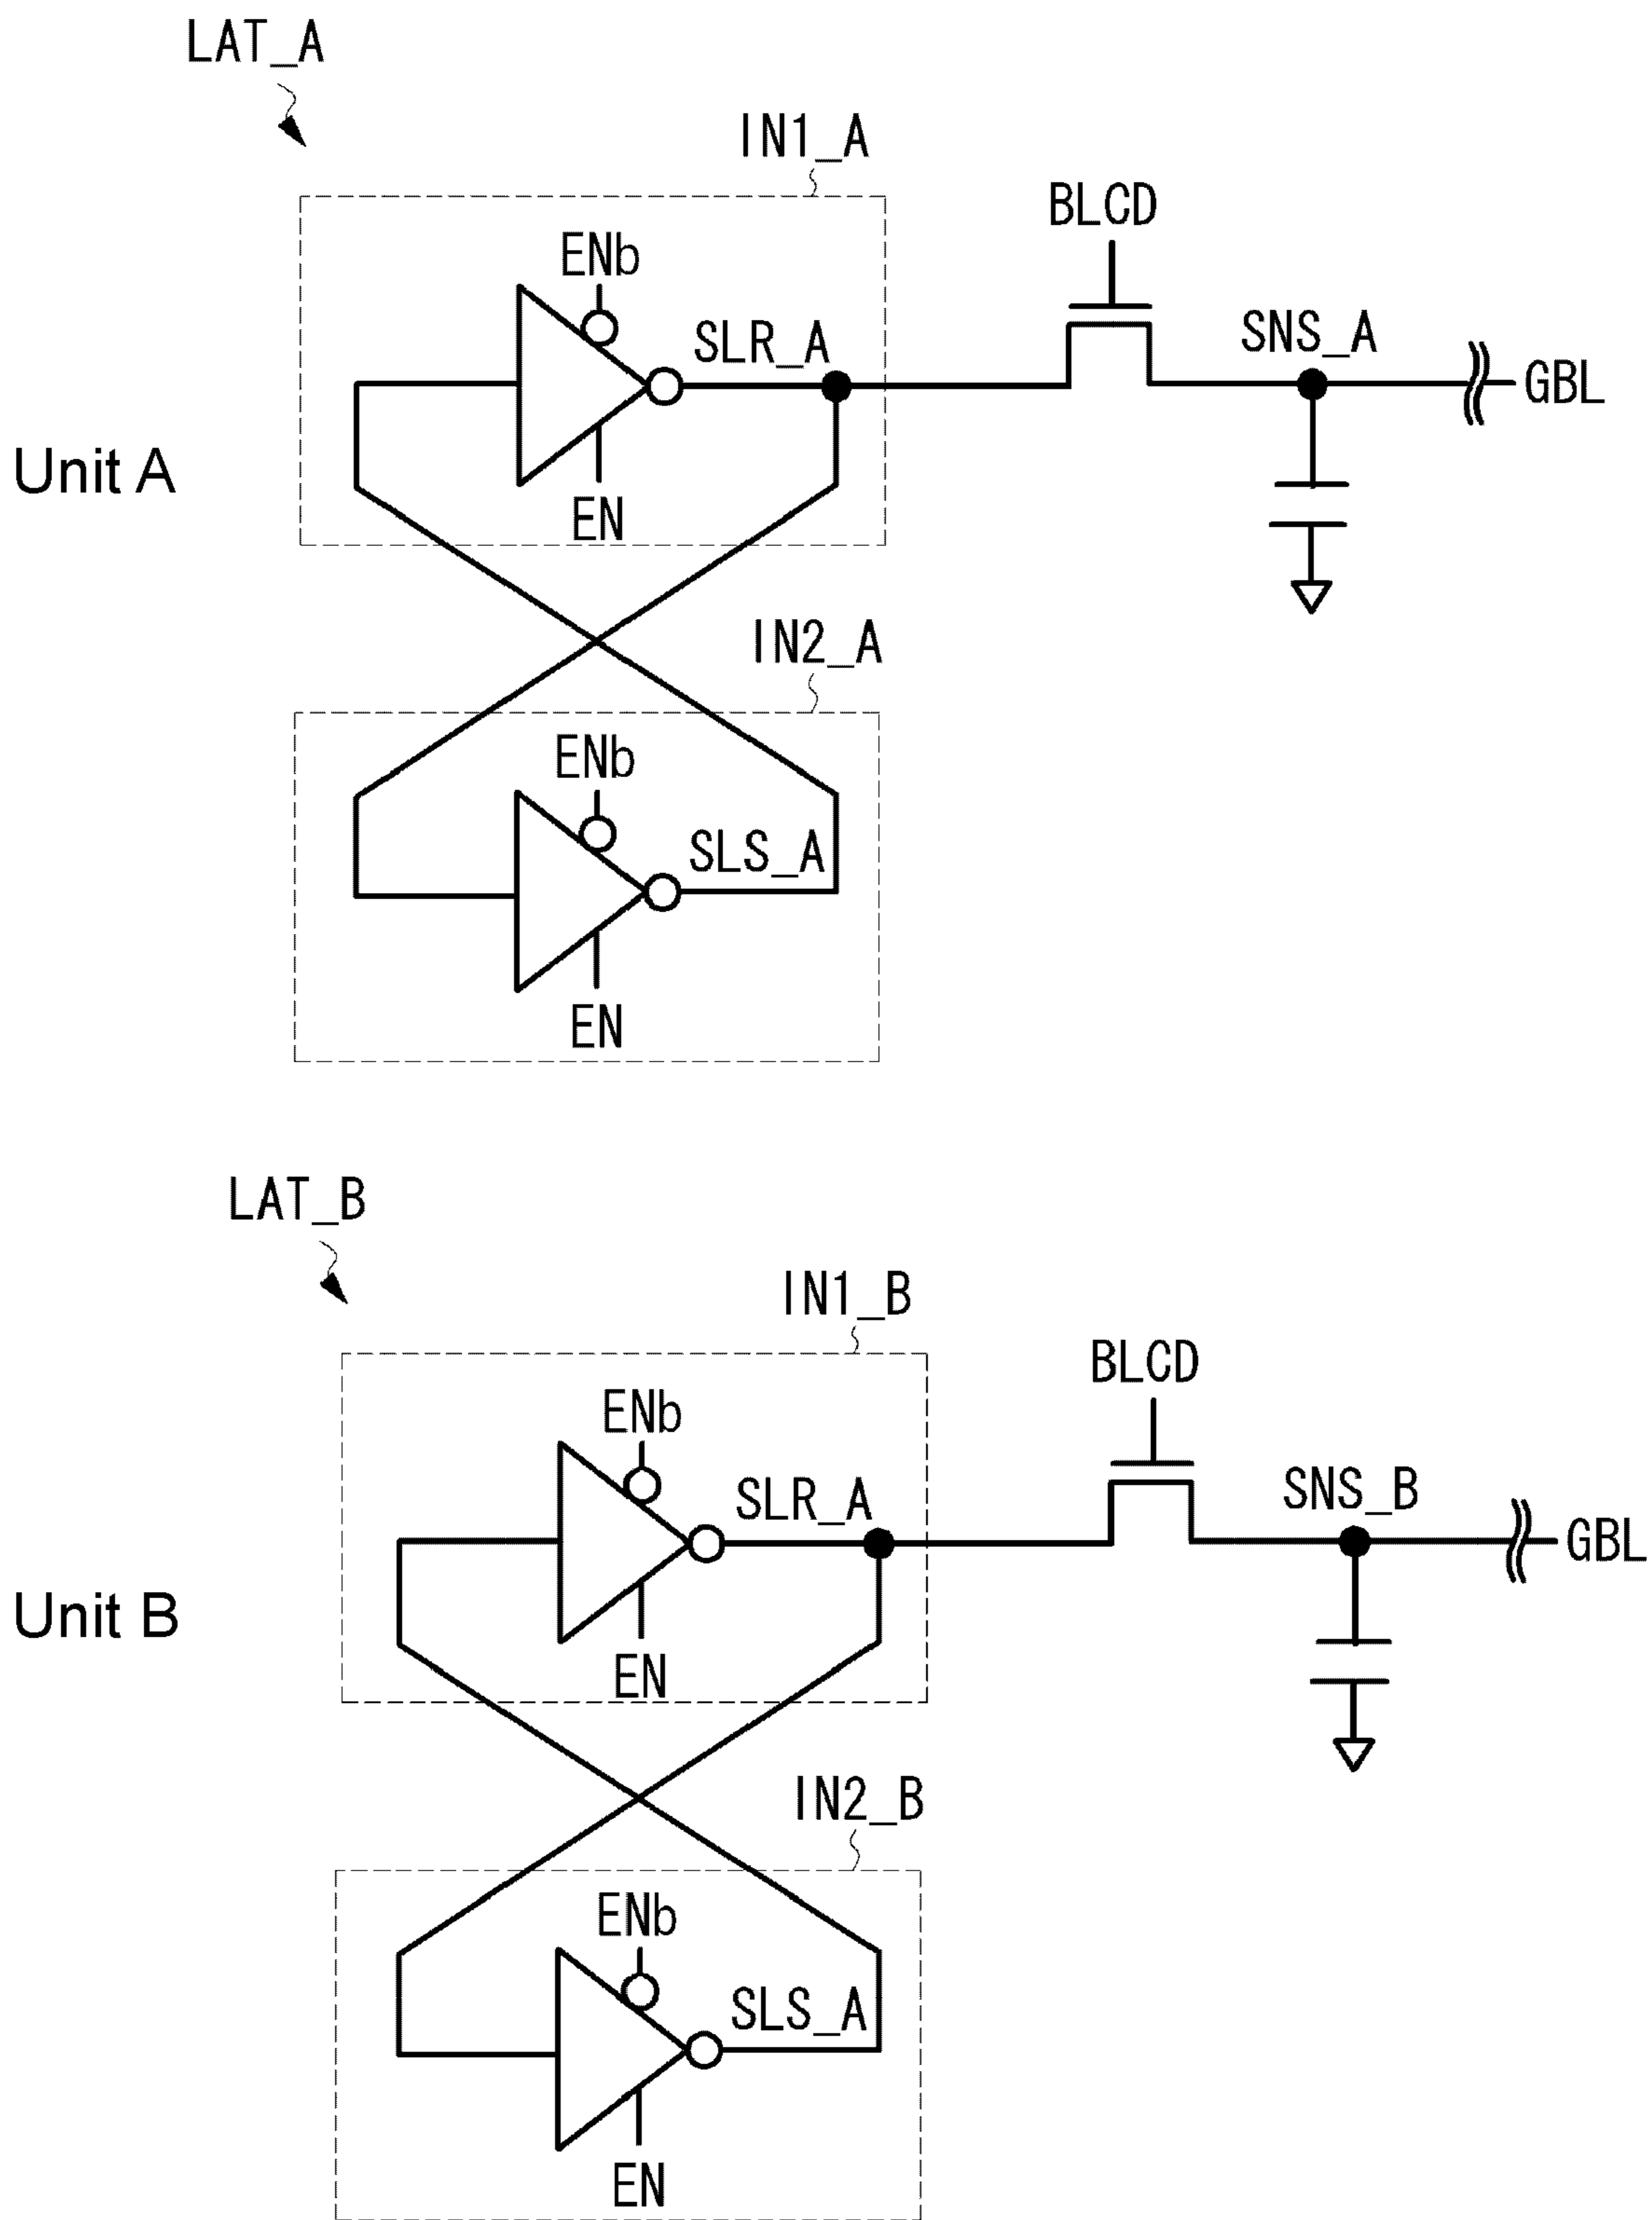 LAT_A
IN1_A
BLCD
ENb
SLR_A
SNS_A
GBL
Unit A
EN
IN2_A
ENb
SLS_A
EN
LAT_B
IN1_B
BLCD
ENb
SLR_A
SNS_B
GBL
Unit B
EN
IN2_B
ENb
SLS_A
EN